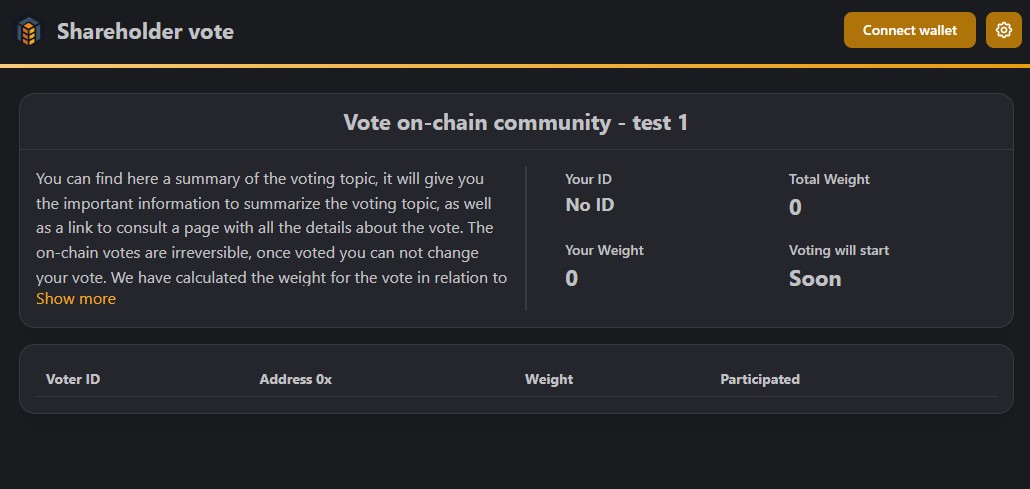 Shareholder vote
Connect wallet
Vote on-chain community - test 1
You can find here a summary of the voting topic, it will give you
the important information to summarize the voting topic, as well
as a link to consult a page with all the details about the vote. The
on-chain votes are irreversible, once voted you can not change
your vote. We have calculated the weight for the vote in relation to
Show more
Your ID
No ID
Total Weight
0
Your Weight
0
Voting will start
Soon
Voter ID Address 0x Weight Participated